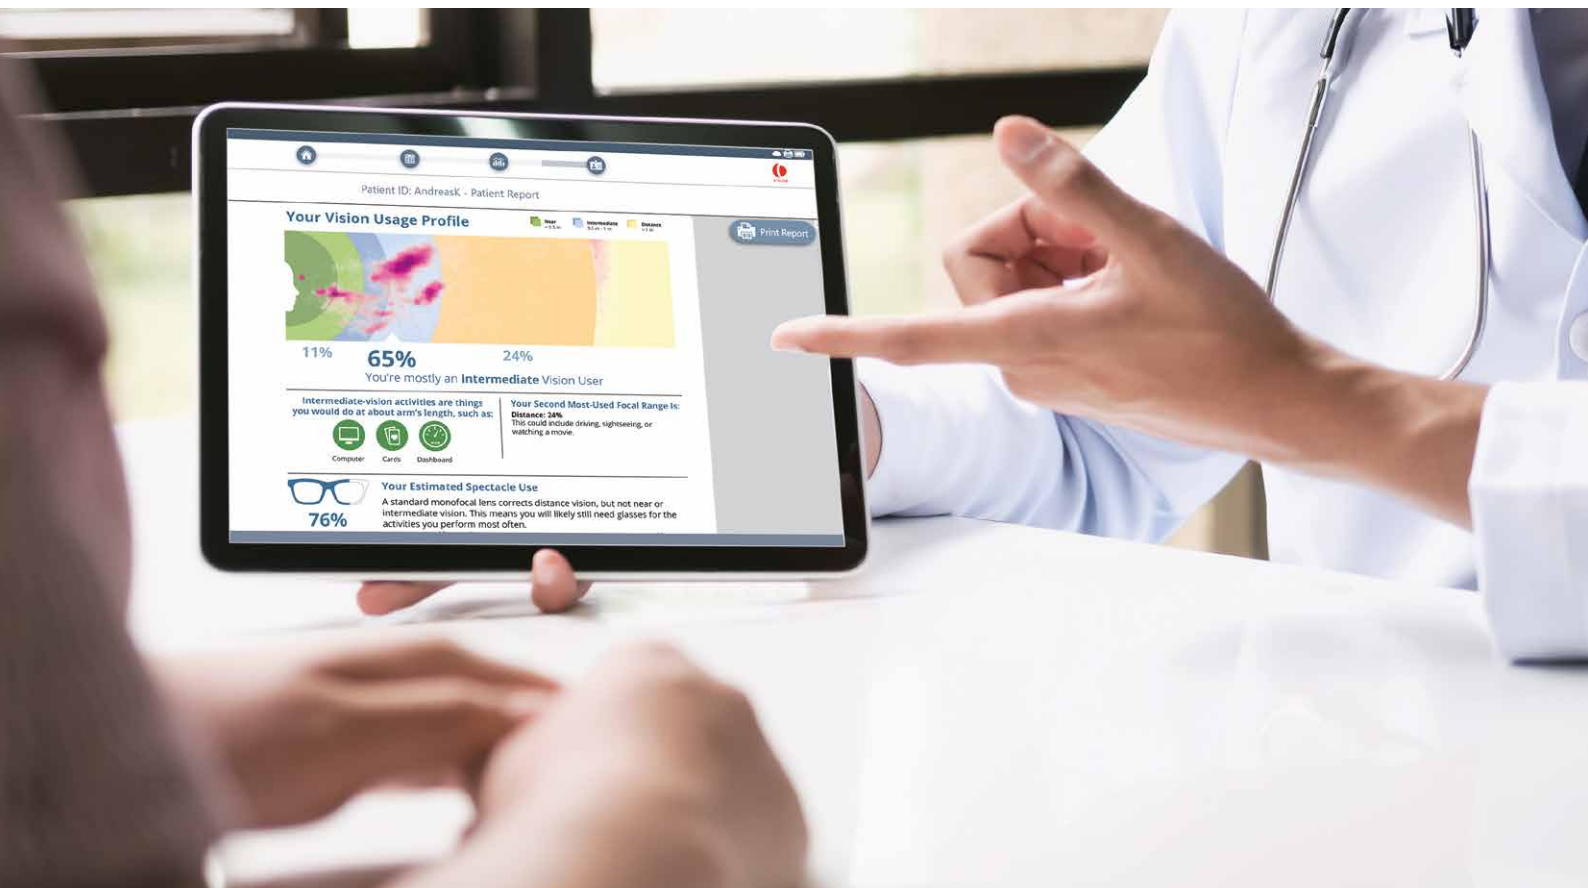 Patient ID: AndreasK - Patient Report
Your Vision Usage Profile
Near
Intermediate
Distance
Print Report
11%
65%
24%
You're mostly an Intermediate Vision User
Intermediate-vision activities are things
you would do at about arm's length, such as:
Computer
Cards
Dashboard
Your Second Most-Used Focal Range Is:
Distance: 24%
This could include driving, sightseeing, or
watching a movie.
76%
Your Estimated Spectacle Use
A standard monofocal lens corrects distance vision, but not near or
intermediate vision. This means you will likely still need glasses for the
activities you perform most often.